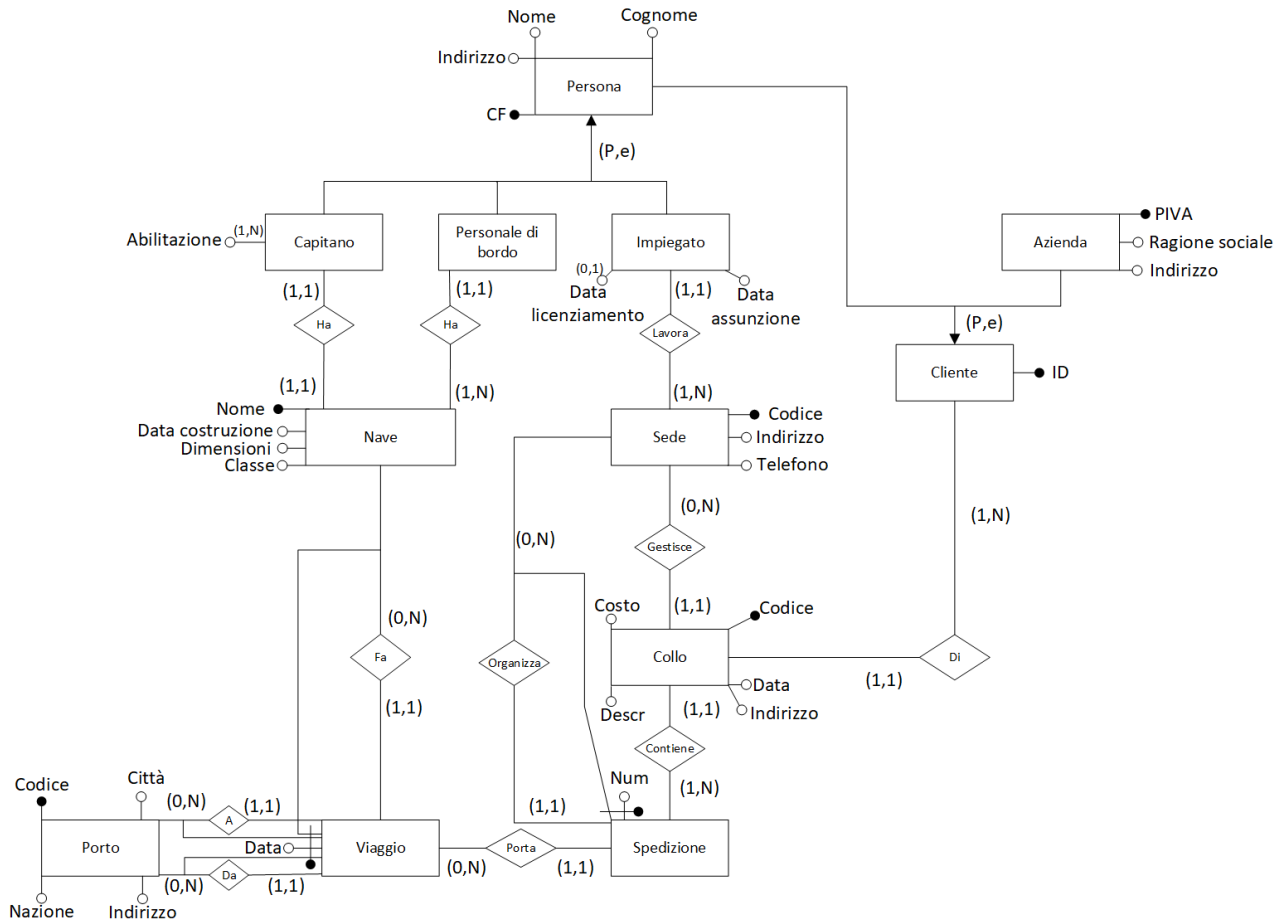 Nome
Cognome
Indirizzo
Persona
CF
(P,e)
Abilitazione
(1,N)
Capitano
Personale di
bordo
Impiegato
Azienda
PIVA
Ragione sociale
Indirizzo
(0,1)
Data
licenziamento
Data
assunzione
(1,1)
(1,1)
(1,1)
Ha
Ha
Lavora
(P,e)
Cliente
ID
(1,1)
(1,N)
(1,N)
Nome
Data costruzione
Dimensioni
Classe
Nave
Sede
Codice
Indirizzo
Telefono
(0,N)
(0,N)
(1,N)
Gestisce
Costo
Codice
(0,N)
(1,1)
Fa
Organizza
Collo
Di
(1,1)
Data
Indirizzo
Descr
(1,1)
(1,1)
Contiene
Codice
Città
Num
(0,N)
A
(1,1)
(1,1)
(1,N)
Porto
Data
Viaggio
Porta
Spedizione
(0,N)
Da
(1,1)
(0,N)
(1,1)
Nazione
Indirizzo